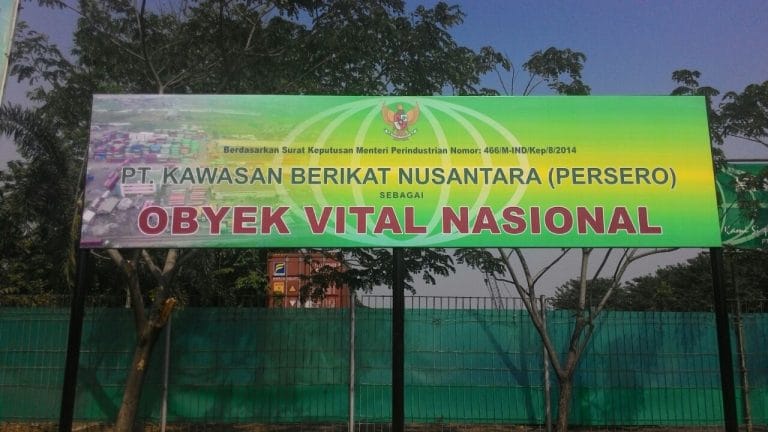 Berdasarkan Surat Keputusan Menteri Perindustrian Nomor: 466/M-IND/Kep/8/2014
PT. KAWASAN BERIKAT NUSANTARA (PERSERO)
SEBAGAI
OBYEK VITAL NASIONAL
Kami